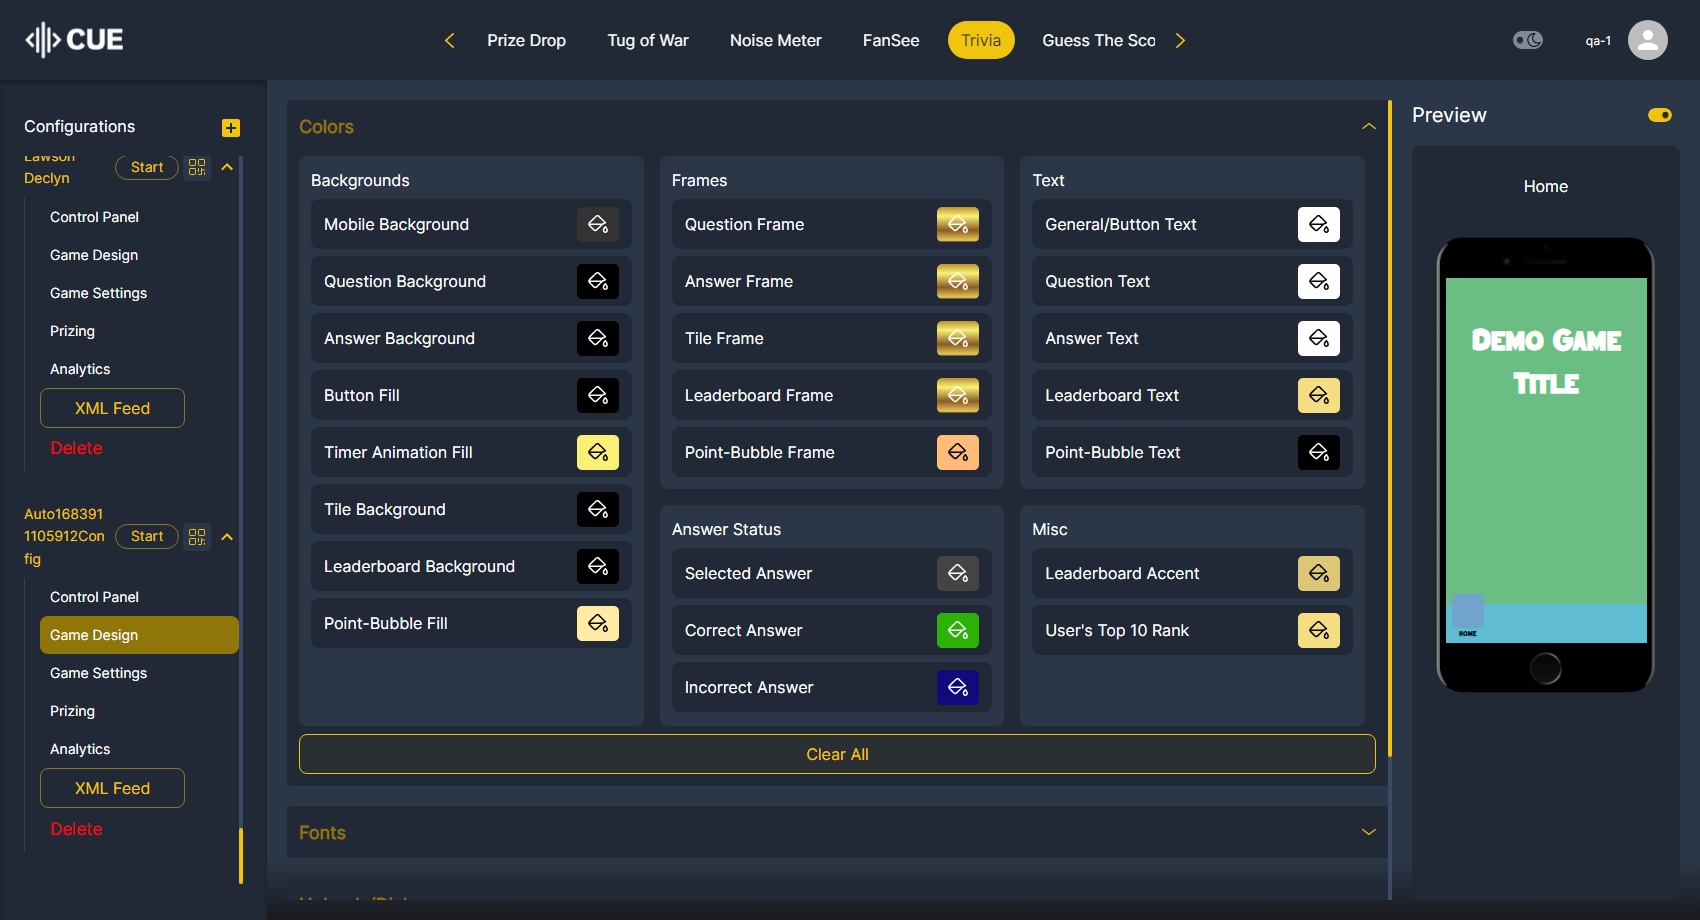 CUE
Prize Drop
Tug of War
Noise Meter
FanSee
Trivia
Guess The Sco
qa-1
Configurations
Lawson
Declyn
Start
Control Panel
Game Design
Game Settings
Prizing
Analytics
XML Feed
Delete
Auto168391
1105912Con
fig
Start
Control Panel
Game Design
Game Settings
Prizing
Analytics
XML Feed
Delete
Colors
Backgrounds
Mobile Background
Question Background
Answer Background
Button Fill
Timer Animation Fill
Tile Background
Leaderboard Background
Point-Bubble Fill
Frames
Question Frame
Answer Frame
Tile Frame
Leaderboard Frame
Point-Bubble Frame
Text
General/Button Text
Question Text
Answer Text
Leaderboard Text
Point-Bubble Text
Answer Status
Selected Answer
Correct Answer
Incorrect Answer
Misc
Leaderboard Accent
User's Top 10 Rank
Clear All
Fonts
Preview
Home
Demo Game
Title
HOME